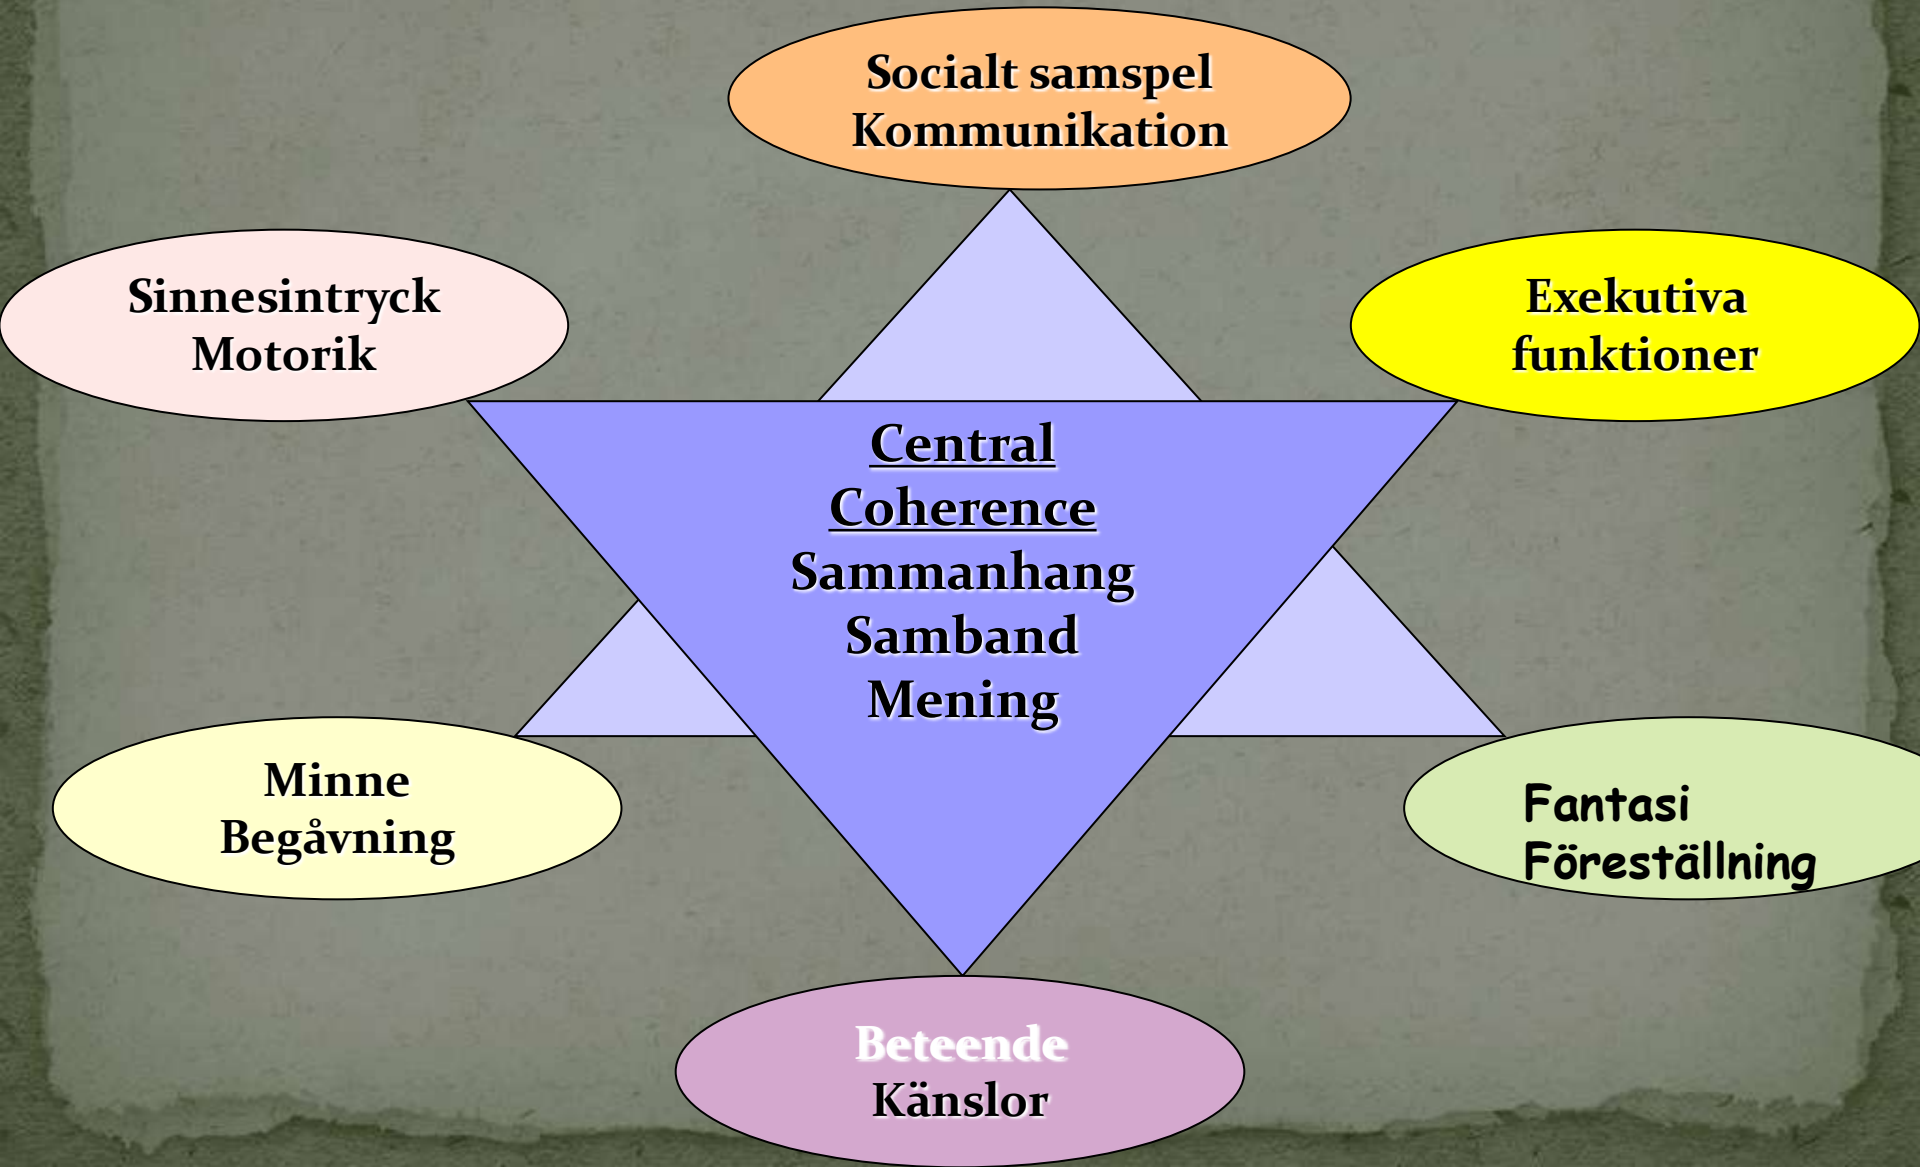 Socialt samspel
Kommunikation
Sinnesintryck
Motorik
Exekutiva
funktioner
Central
Coherence
Sammanhang
Samband
Mening
Minne
Begåvning
Fantasi
Föreställning
Beteende
Känslor